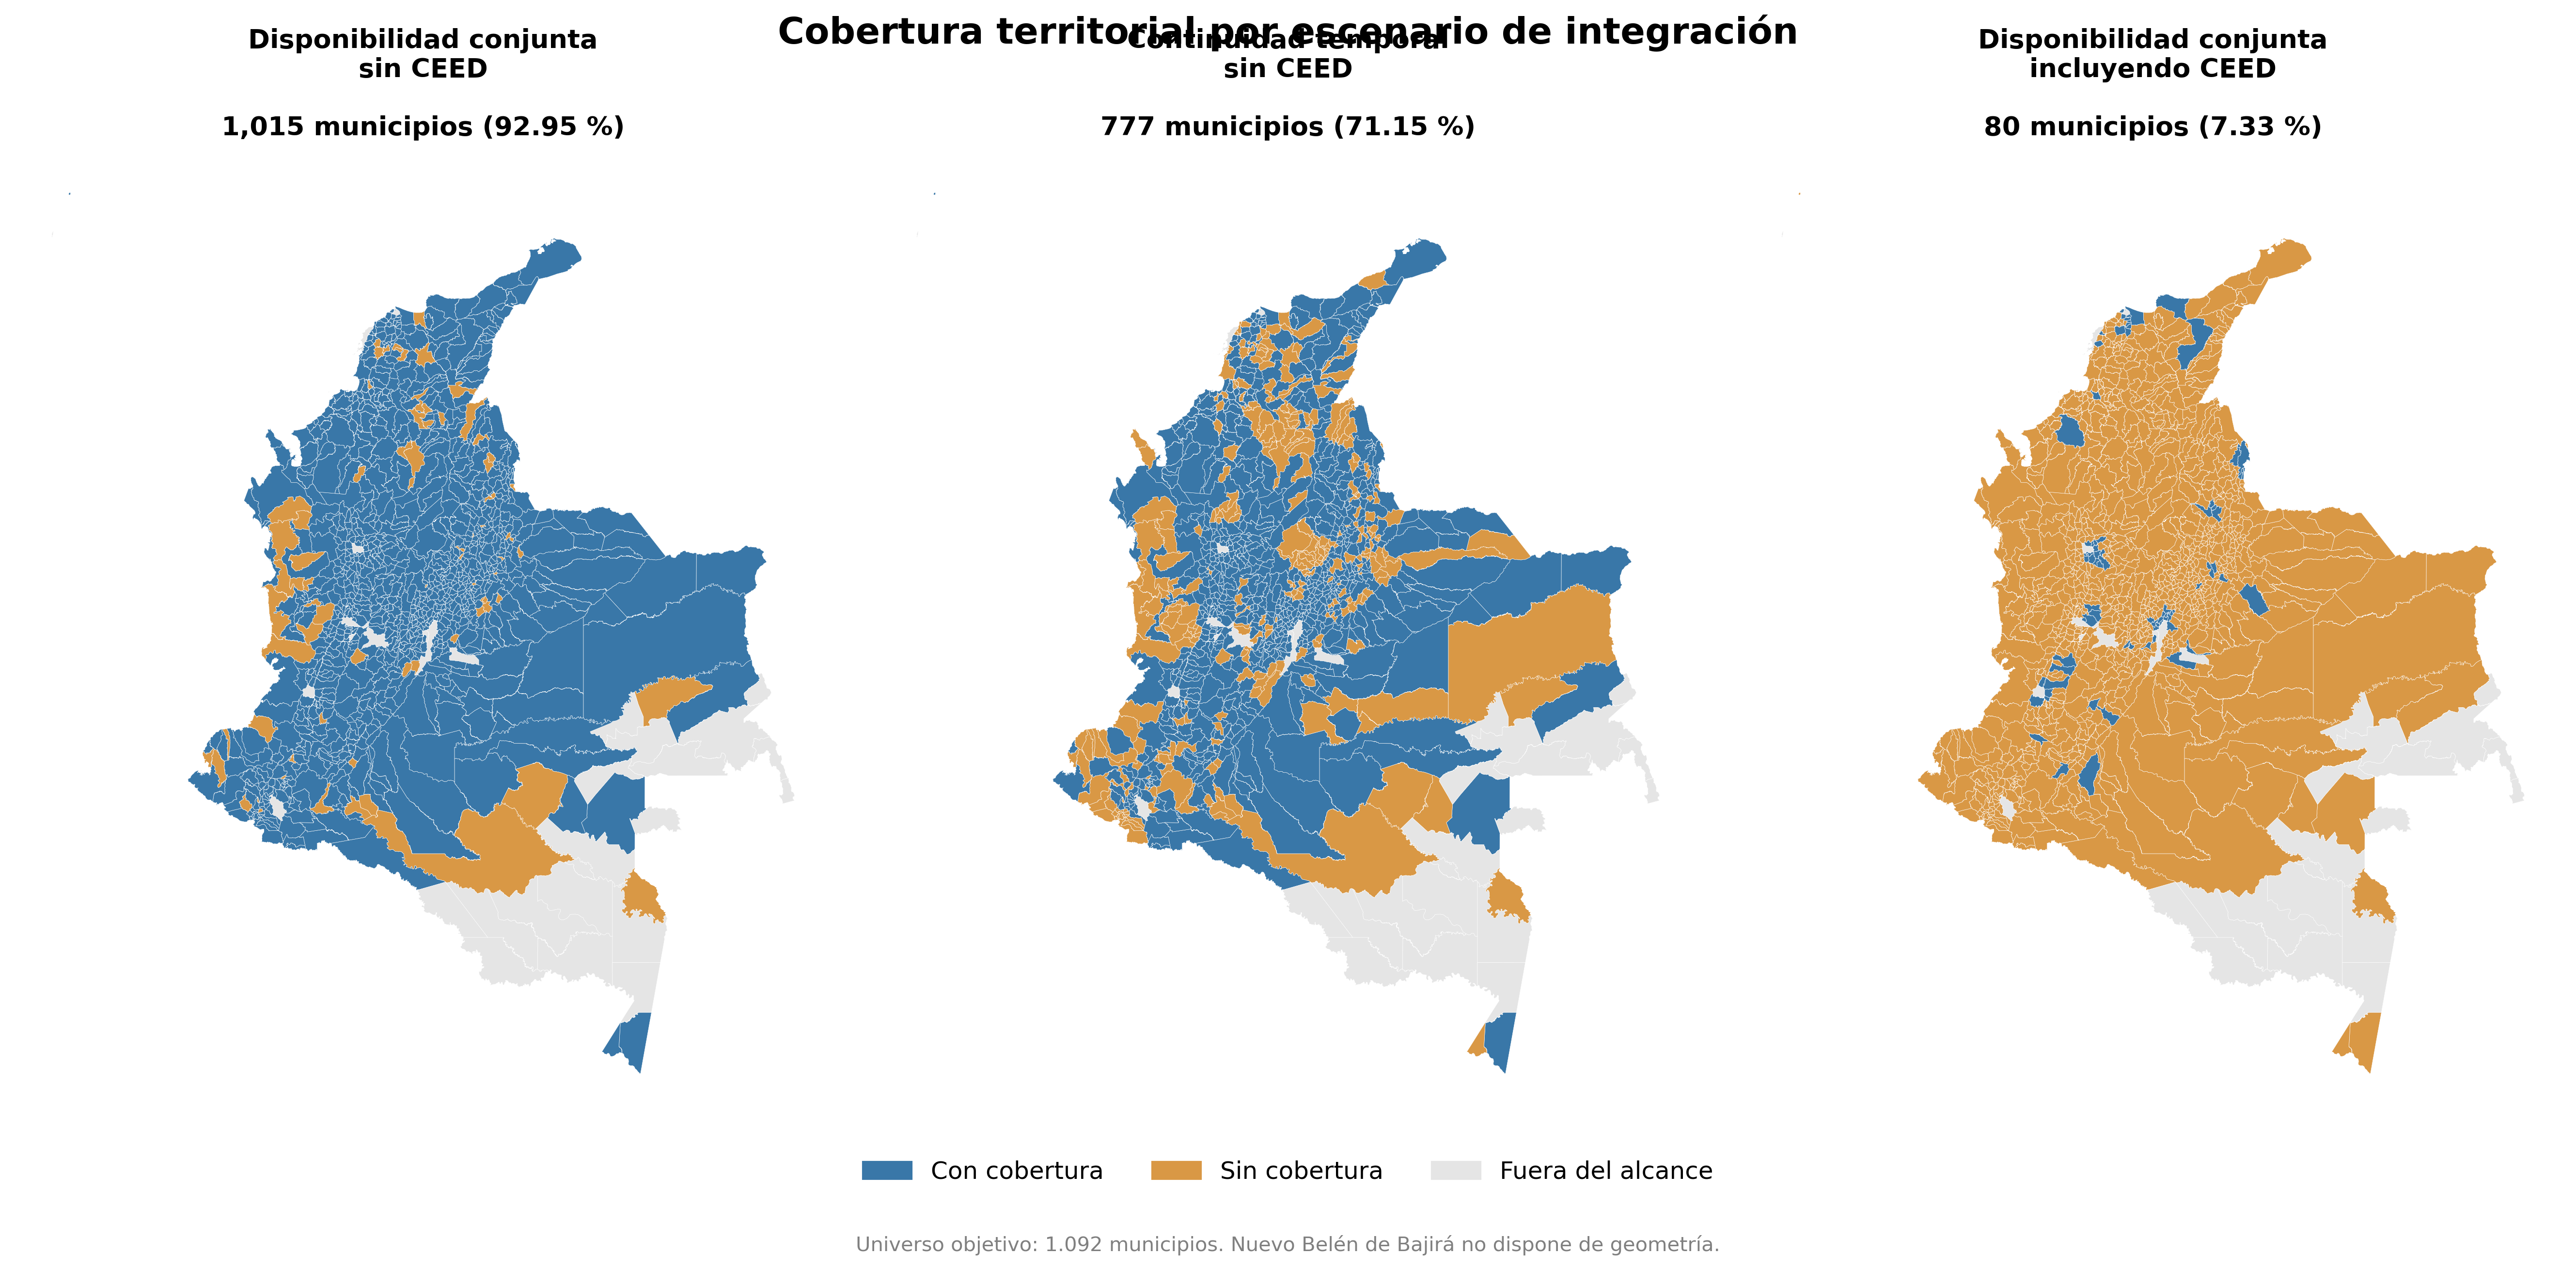 Cobertura territorial por escenario de integración
Disponibilidad conjunta
sin CEED
1,015 municipios (92.95 %)
Continuidad temporal
sin CEED
777 municipios (71.15 %)
Disponibilidad conjunta
incluyendo CEED
80 municipios (7.33 %)
Con cobertura
Sin cobertura
Fuera del alcance
Universo objetivo: 1.092 municipios. Nuevo Belén de Bajirá no dispone de geometría.